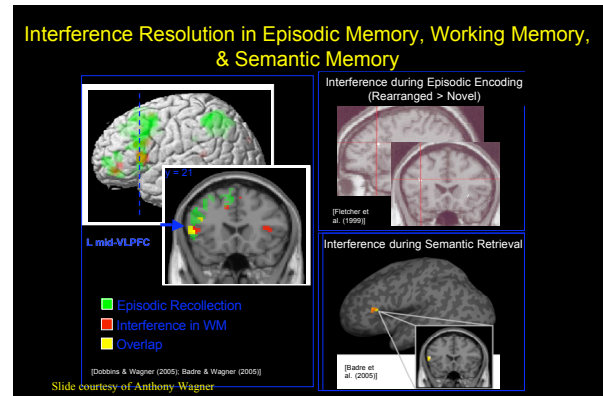 Interference Resolution in Episodic Memory, Working Memory,
& Semantic Memory
y = 21
L mid-VLPFC
Episodic Recollection
Interference in WM
Overlap
[Dobbins & Wagner (2005); Badre & Wagner (2005)]
Slide courtesy of Anthony Wagner
Interference during Episodic Encoding
(Rearranged > Novel)
[Fletcher et
al. (1999)]
Interference during Semantic Retrieval
[Badre et
al. (2005)]